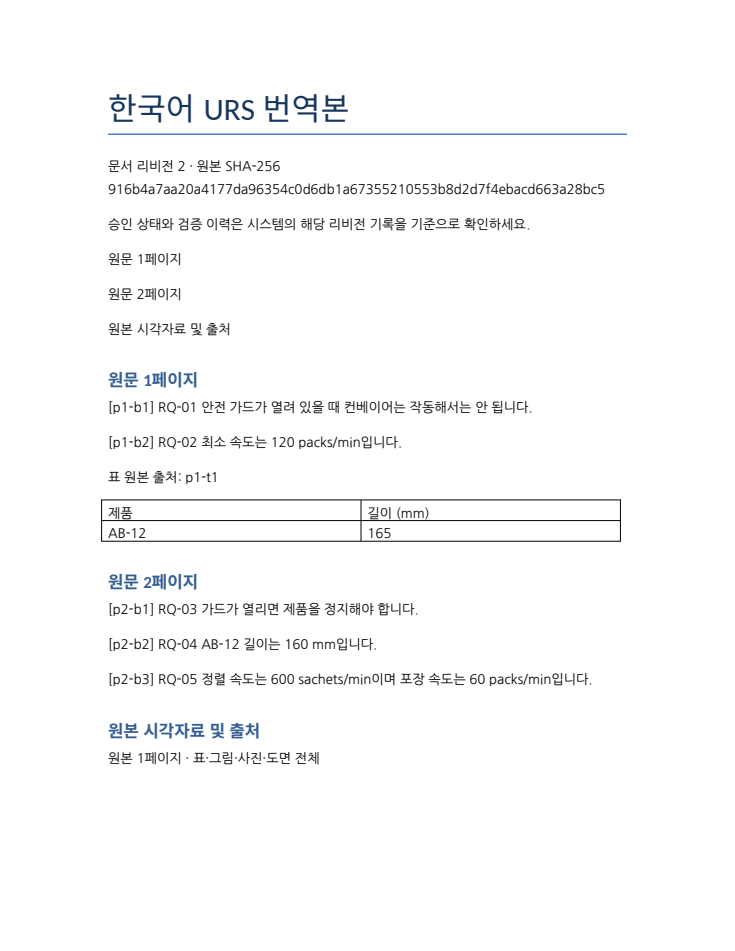 한국어 URS 번역본
문서 리비전 2 · 원본 SHA-256
916b4a7aa20a4177da96354c0d6db1a67355210553b8d2d7f4ebacd663a28bc5
승인 상태와 검증 이력은 시스템의 해당 리비전 기록을 기준으로 확인하세요.
원문 1페이지
원문 2페이지
원본 시각자료 및 출처
원문 1페이지
[p1-b1] RQ-01 안전 가드가 열려 있을 때 컨베이어는 작동해서는 안 됩니다.
[p1-b2] RQ-02 최소 속도는 120 packs/min입니다.
표 원본 출처: p1-t1
제품 길이 (mm)
AB-12 165
원문 2페이지
[p2-b1] RQ-03 가드가 열리면 제품을 정지해야 합니다.
[p2-b2] RQ-04 AB-12 길이는 160 mm입니다.
[p2-b3] RQ-05 정렬 속도는 600 sachets/min이며 포장 속도는 60 packs/min입니다.
원본 시각자료 및 출처
원본 1페이지 · 표·그림·사진·도면 전체